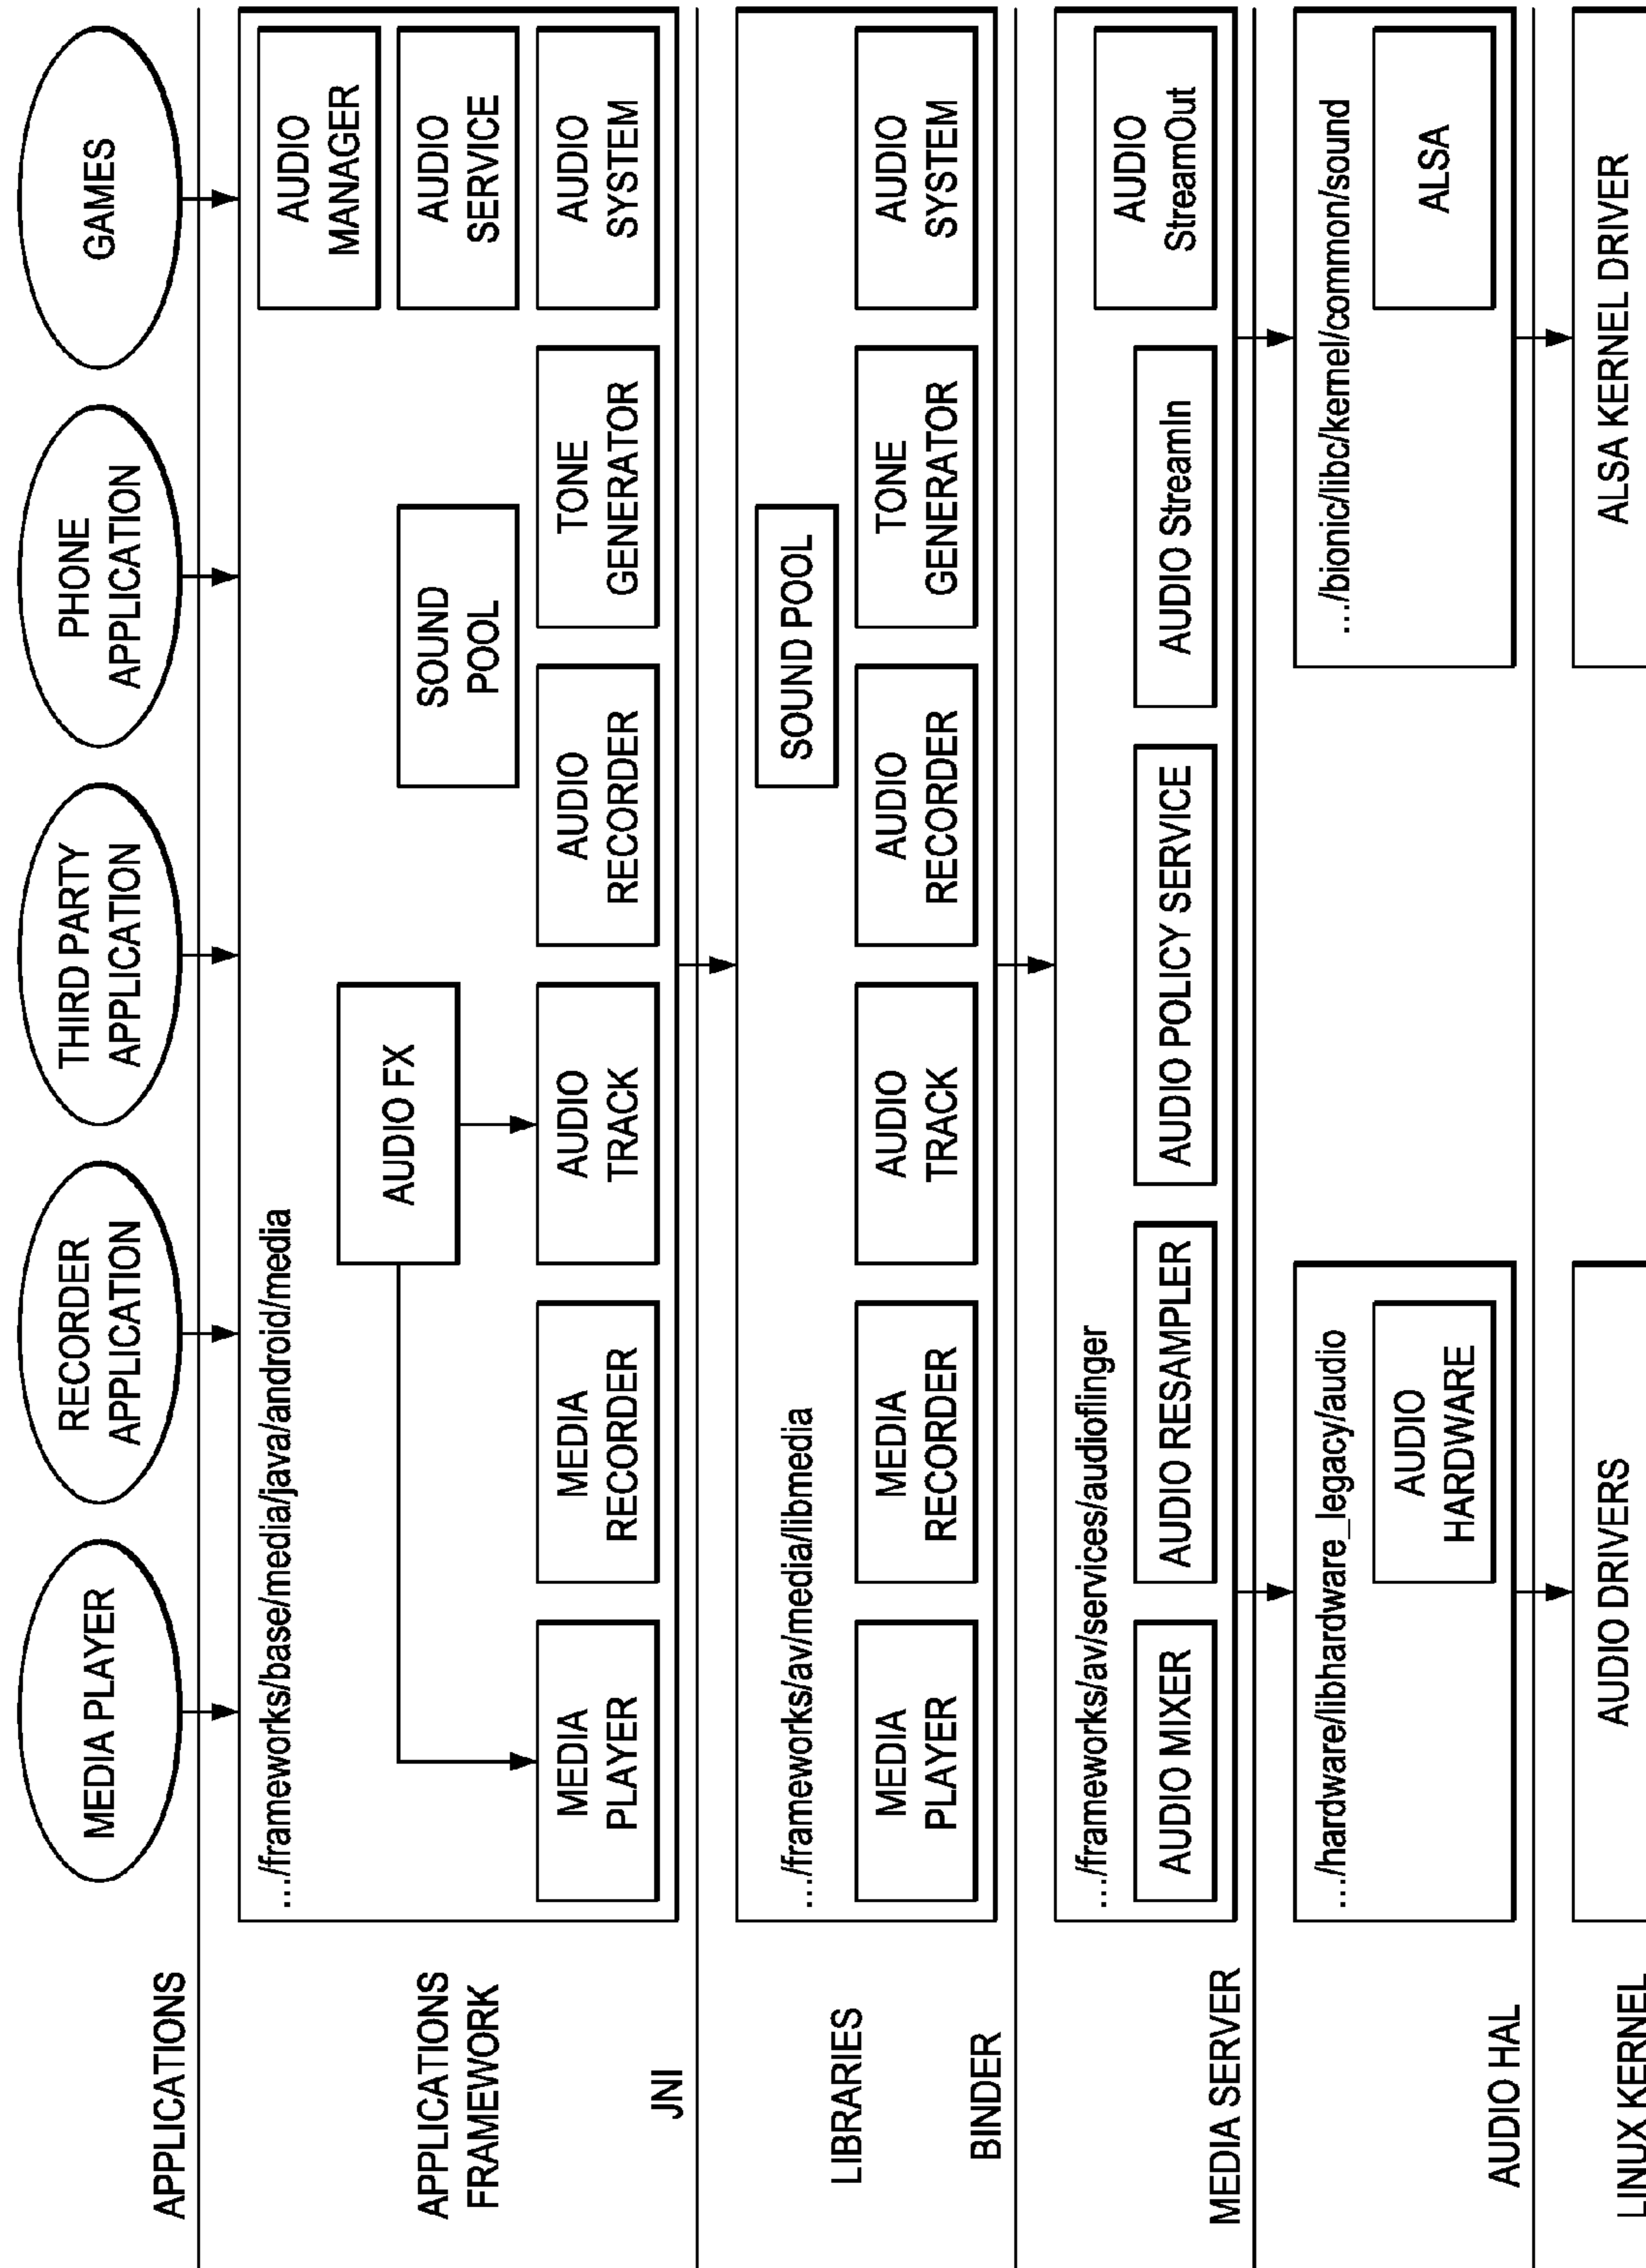 APPLICATIONS
MEDIA PLAYER
RECORDER
APPLICATION
THIRD PARTY
APPLICATION
PHONE
APPLICATION
GAMES
APPLICATIONS
FRAMEWORK
.../frameworks/base/media/java/android/media
AUDIO FX
SOUND
POOL
AUDIO
MANAGER
AUDIO
SERVICE
MEDIA
PLAYER
MEDIA
RECORDER
AUDIO
TRACK
AUDIO
RECORDER
TONE
GENERATOR
AUDIO
SYSTEM
JNI
LIBRARIES
.../frameworks/av/media/libmedia
SOUND POOL
MEDIA
PLAYER
MEDIA
RECORDER
AUDIO
TRACK
AUDIO
RECORDER
TONE
GENERATOR
AUDIO
SYSTEM
BINDER
MEDIA SERVER
.../frameworks/av/services/audioflinger
AUDIO MIXER
AUDIO RESAMPLER
AUDIO POLICY SERVICE
AUDIO StreamIn
AUDIO
StreamOut
AUDIO HAL
.../hardware/libhardware_legacy/audio
AUDIO
HARDWARE
.../bionic/libc/kernel/common/sound
ALSA
LINUX KERNEL
AUDIO DRIVERS
ALSA KERNEL DRIVER